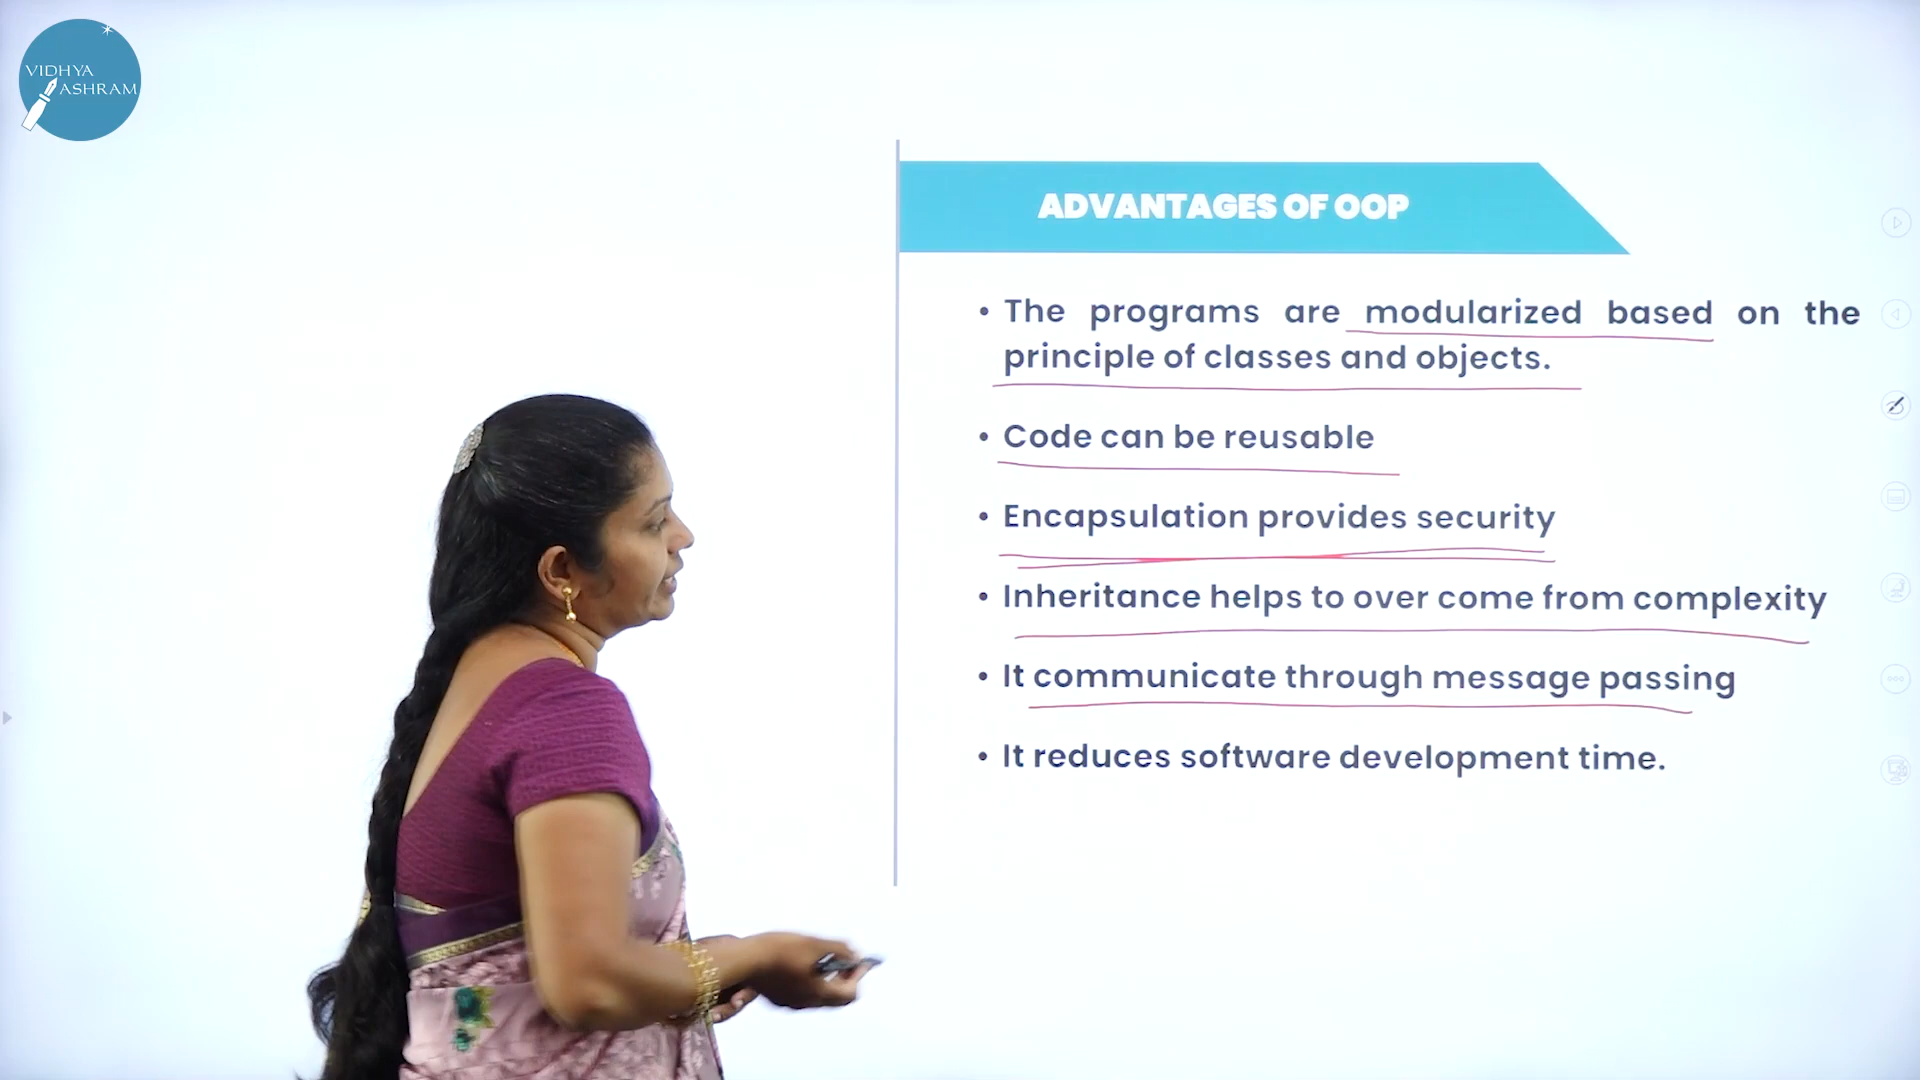 VIDHYA
ASHRAM
ADVANTAGES OF OOP
• The programs are modularized based on the
principle of classes and objects.
• Code can be reusable
• Encapsulation provides security
• Inheritance helps to over come from complexity
• It communicate through message passing
• It reduces software development time.